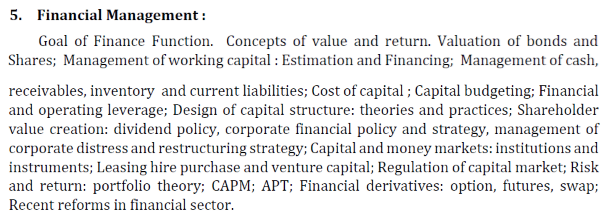 5. Financial Management :
Goal of Finance Function. Concepts of value and return. Valuation of bonds and
Shares; Management of working capital : Estimation and Financing; Management of cash,
receivables, inventory and current liabilities; Cost of capital ; Capital budgeting; Financial
and operating leverage; Design of capital structure: theories and practices; Shareholder
value creation: dividend policy, corporate financial policy and strategy, management of
corporate distress and restructuring strategy; Capital and money markets: institutions and
instruments; Leasing hire purchase and venture capital; Regulation of capital market; Risk
and return: portfolio theory; CAPM; APT; Financial derivatives: option, futures, swap;
Recent reforms in financial sector.